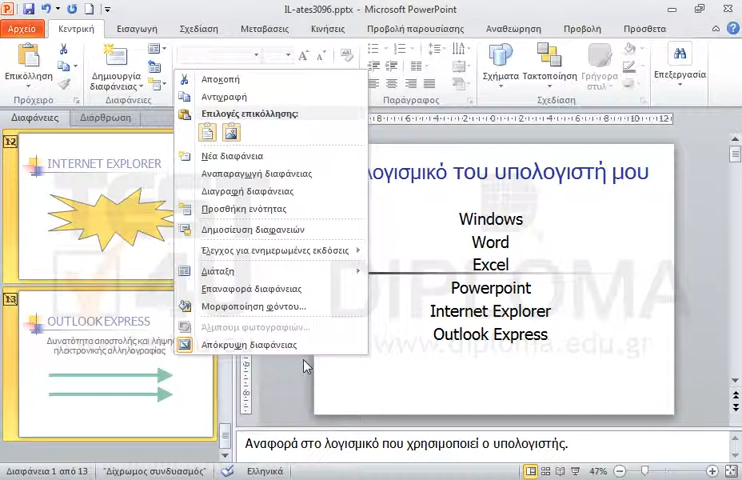 IL-ates3096.pptx - Microsoft PowerPoint
Αρχείο Κεντρική Εισαγωγή Σχεδίαση Μεταβάσεις Κινήσεις Προβολή παρουσίασης Αναθεώρηση Προβολή Πρόσθετα
Επικόλληση Δημιουργία διαφάνειας Σχήματα Τακτοποίηση Γρήγορα στυλ Επεξεργασία
Πρόχειρο Διαφάνειες Παράγραφος Σχεδίαση
Διαφάνειες Διάρθρωση
12
INTERNET EXPLORER
13
OUTLOOK EXPRESS
Δυνατότητα αποστολής και λήψη
ηλεκτρονικής αλληλογραφίας
Αποκοπή
Αντιγραφή
Επιλογές επικόλλησης:
Νέα διαφάνεια
Αναπαραγωγή διαφάνειας
Διαγραφή διαφάνειας
Προσθήκη ενότητας
Δημοσίευση διαφανειών
Έλεγχος για ενημερωμένες εκδόσεις
Διάταξη
Επαναφορά διαφάνειας
Μορφοποίηση φόντου...
Άλμπουμ φωτογραφιών...
Απόκρυψη διαφάνειας
λογισμικό του υπολογιστή μου
Windows
Word
Excel
Powerpoint
Internet Explorer
Outlook Express
TEST
4U
DIPLOMA
www.diploma.edu.gr
Αναφορά στο λογισμικό που χρησιμοποιεί ο υπολογιστής.
Διαφάνεια 1 από 13 "Δίχρωμος συνδυασμός" Ελληνικά 47%